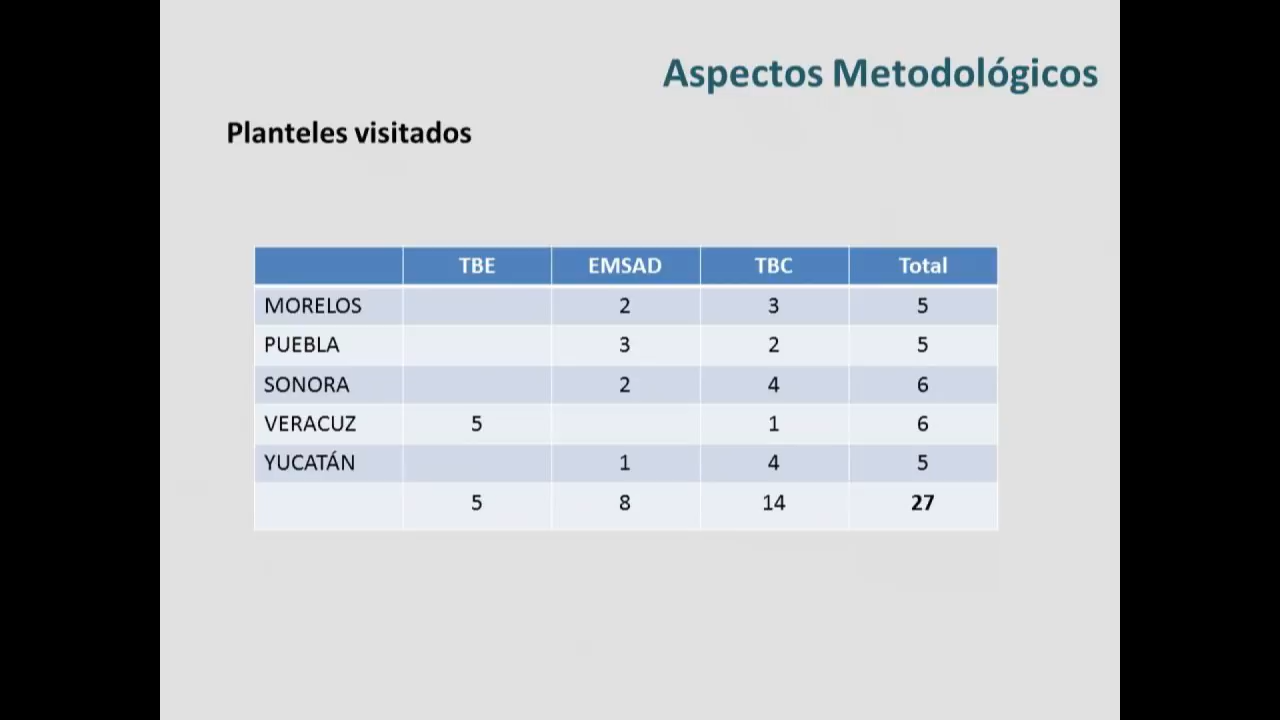 Aspectos Metodológicos
Planteles visitados
TBE EMSAD TBC Total
MORELOS 2 3 5
PUEBLA 3 2 5
SONORA 2 4 6
VERACUZ 5 1 6
YUCATÁN 1 4 5
5 8 14 27